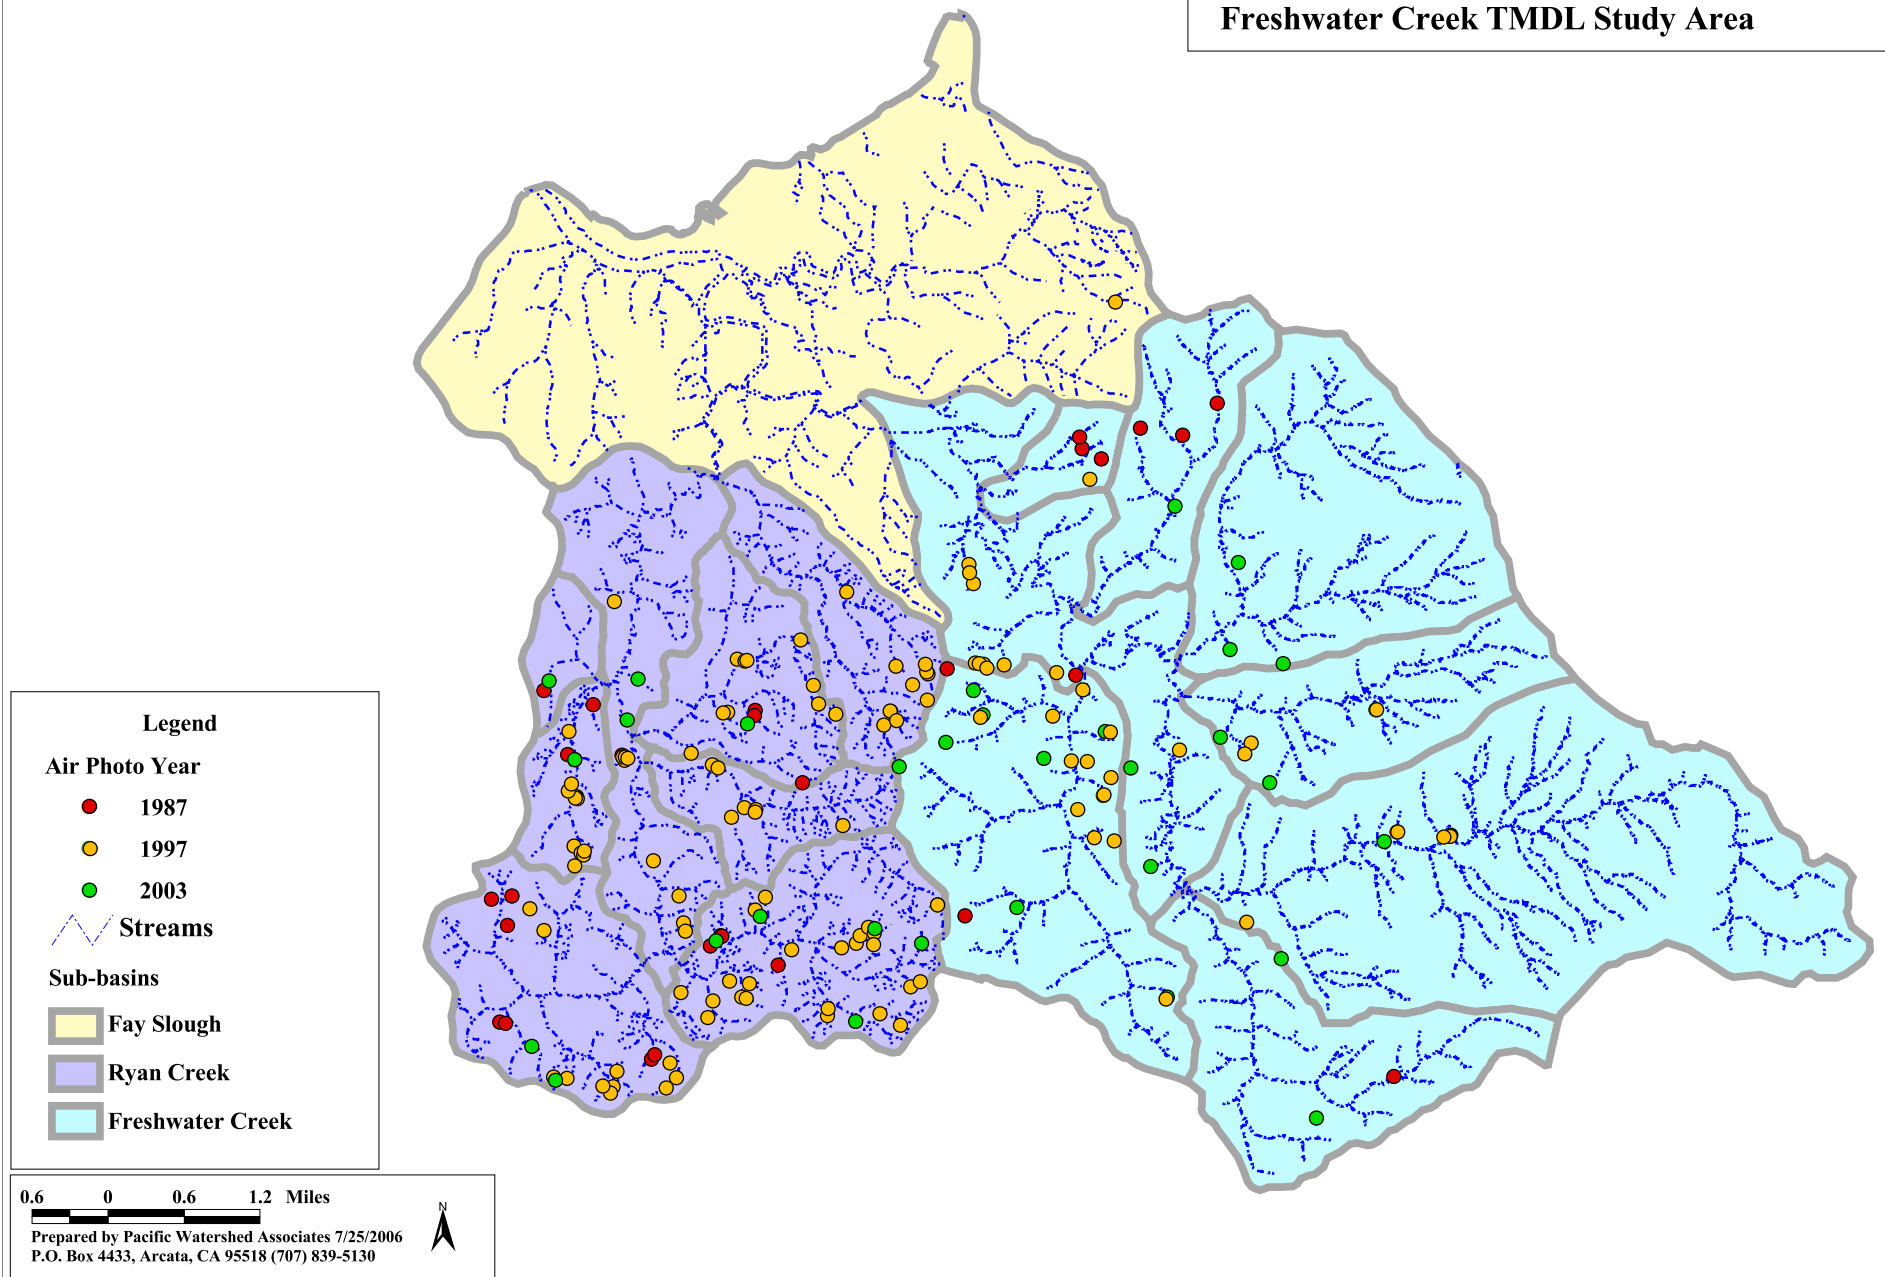 Freshwater Creek TMDL Study Area
Legend
Air Photo Year
1987
1997
2003
Streams
Sub-basins
Fay Slough
Ryan Creek
Freshwater Creek
0.6 0 0.6 1.2 Miles
N
Prepared by Pacific Watershed Associates 7/25/2006
P.O. Box 4433, Arcata, CA 95518 (707) 839-5130